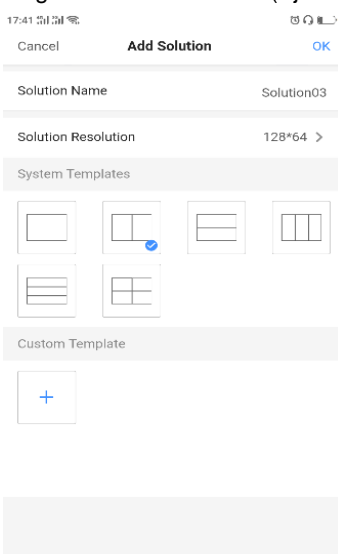 17:41
Cancel Add Solution OK
Solution Name Solution03
Solution Resolution 128*64 >
System Templates
Custom Template
+